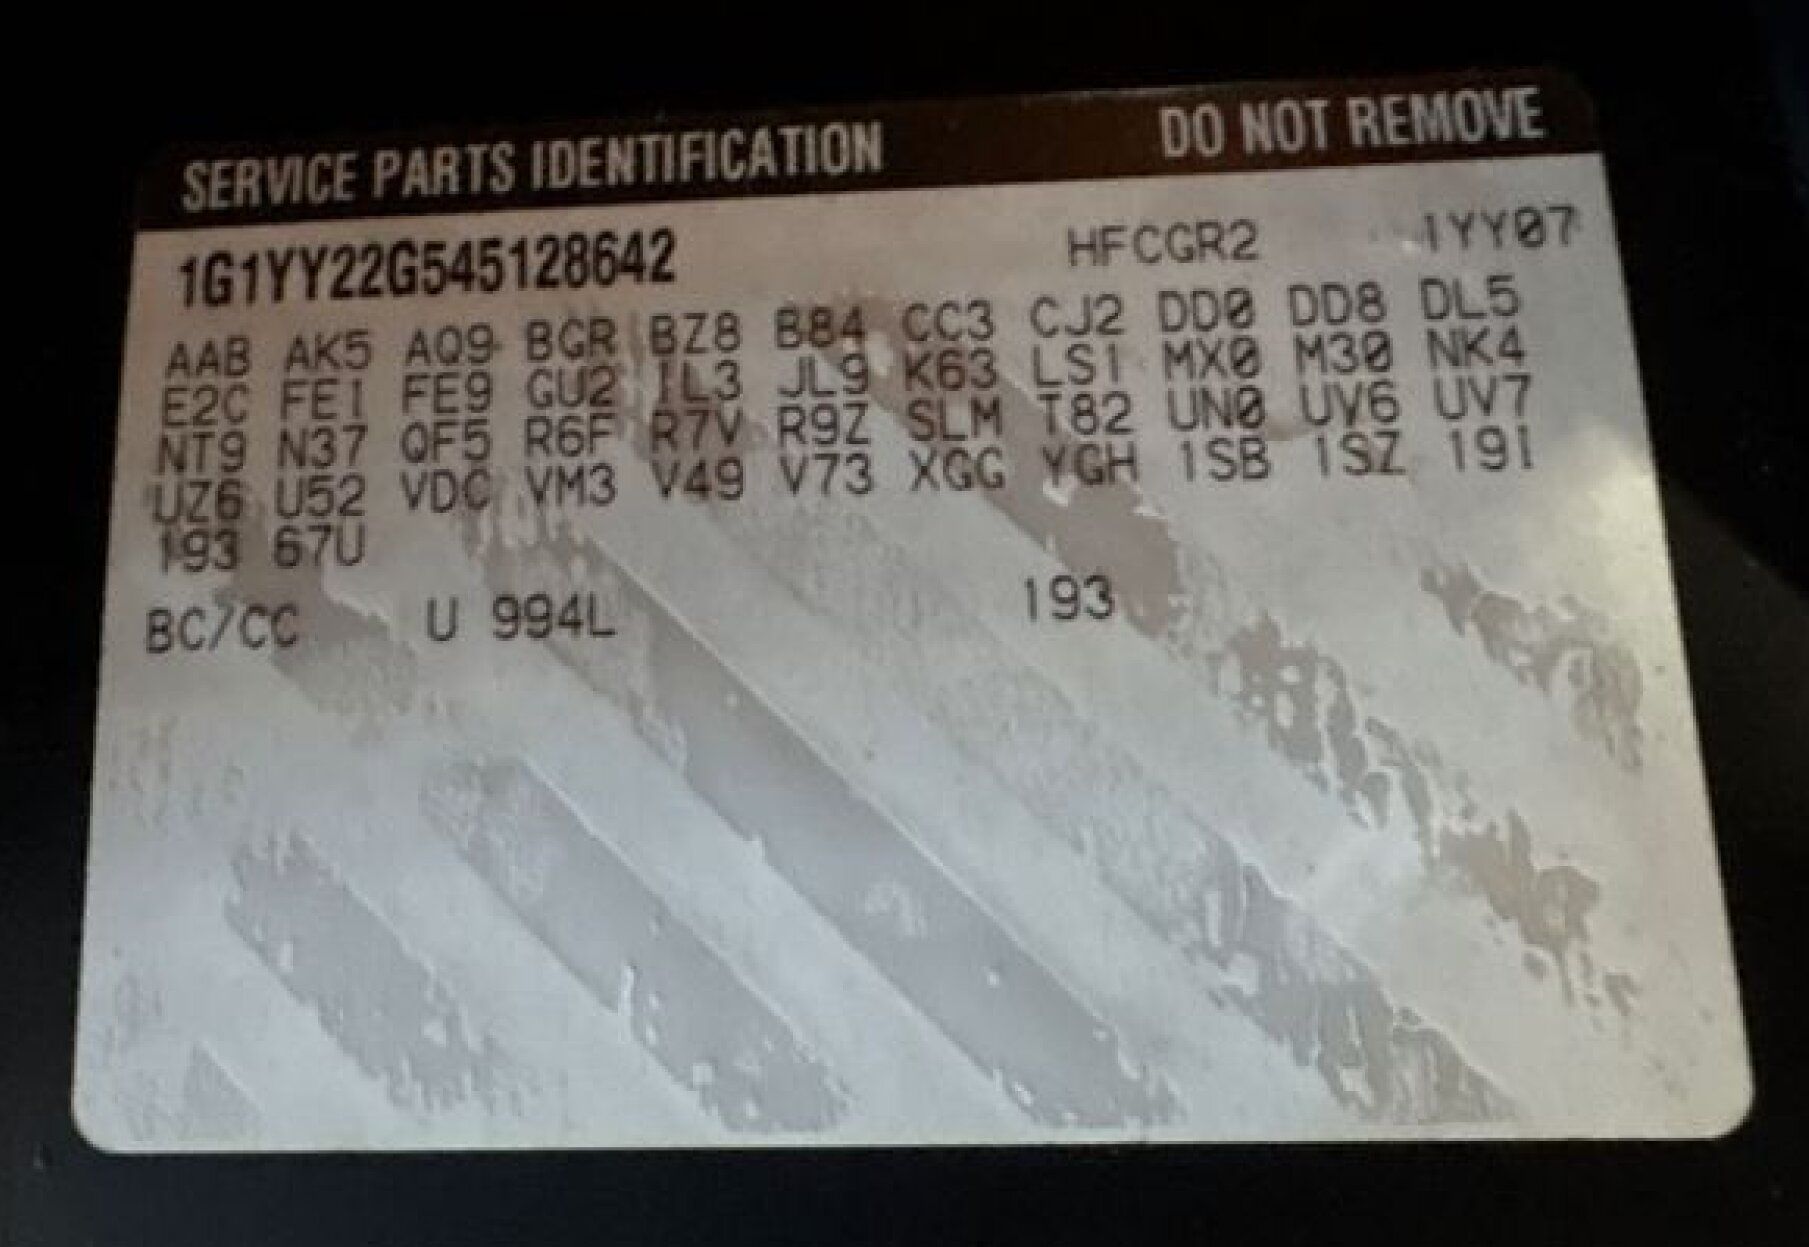 SERVICE PARTS IDENTIFICATION DO NOT REMOVE
1G1YY22G545128642 HFCGR2 1YY07
AAB AK5 AQ9 BGR BZ8 B84 CC3 CJ2 DD0 DD8 DL5
E2C FE1 FE9 GU2 IL3 JL9 K63 LS1 MX0 M30 NK4
NT9 N37 QF5 R6F R7V R9Z SLM T82 UN0 UV6 UV7
UZ6 U52 VDC VM3 V49 V73 XGG YGH 1SB 1SZ 19I
193 67U
BC/CC U 994L 193